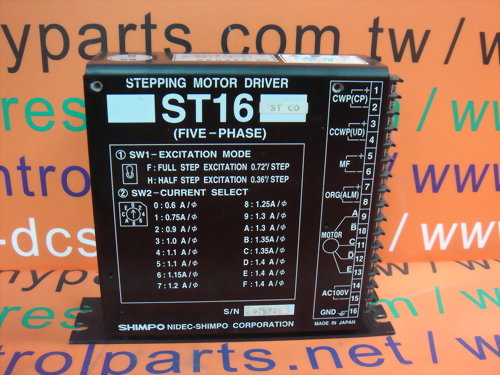 STEPPING MOTOR DRIVER
ST16
ST CO
(FIVE-PHASE)
① SW1-EXCITATION MODE
F : FULL STEP EXCITATION 0.72°/STEP
H : HALF STEP EXCITATION 0.36°/STEP
② SW2-CURRENT SELECT
0 : 0.6 A/ϕ 8 : 1.25A/ϕ
1 : 0.75A/ϕ 9 : 1.3 A/ϕ
2 : 0.9 A/ϕ A : 1.3 A/ϕ
3 : 1.0 A/ϕ B : 1.35A/ϕ
4 : 1.1 A/ϕ C : 1.35A/ϕ
5 : 1.1 A/ϕ D : 1.4 A/ϕ
6 : 1.15A/ϕ E : 1.4 A/ϕ
7 : 1.2 A/ϕ F : 1.4 A/ϕ
S/N
SHIMPO NIDEC-SHIMPO CORPORATION
CWP(CP) + 1
- 2
CCWP(UD) + 3
- 4
MF + 5
- 6
ORG(ALM) + 7
- 8
MOTOR
A 9
B 10
C 11
D 12
E 13
AC100V 14
15
GND 16
MADE IN JAPAN
myparts.com.tw/